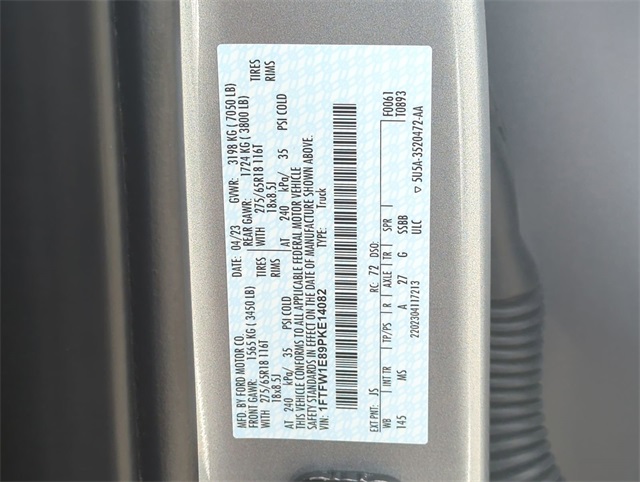 MFD. BY FORD MOTOR CO.
DATE: 04/23 GVWR: 3198 KG ( 7050 LB)
FRONT GAWR: 1565 KG ( 3450 LB) REAR GAWR: 1724 KG ( 3800 LB)
WITH 275/65R18 116T TIRES WITH 275/65R18 116T TIRES
18x8.5J RIMS 18x8.5J RIMS
AT 240 kPa/ 35 PSI COLD AT 240 kPa/ 35 PSI COLD
THIS VEHICLE CONFORMS TO ALL APPLICABLE FEDERAL MOTOR VEHICLE
SAFETY STANDARDS IN EFFECT ON THE DATE OF MANUFACTURE SHOWN ABOVE.
VIN: 1FTFW1E89PKE14082 TYPE: Truck
F0061
T0893
EXT PNT: JS RC: 72 DSO:
WB INT TR TP/PS R AXLE TR SPR
145 MS A 27 G SSBB
2202304117213 ULC ▽ 5U5A-3520472-AA